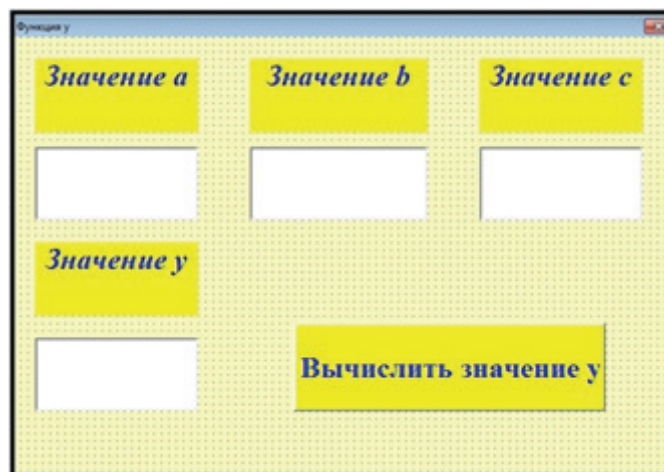 Функция y
Значение a
Значение b
Значение c
Значение y
Вычислить значение y